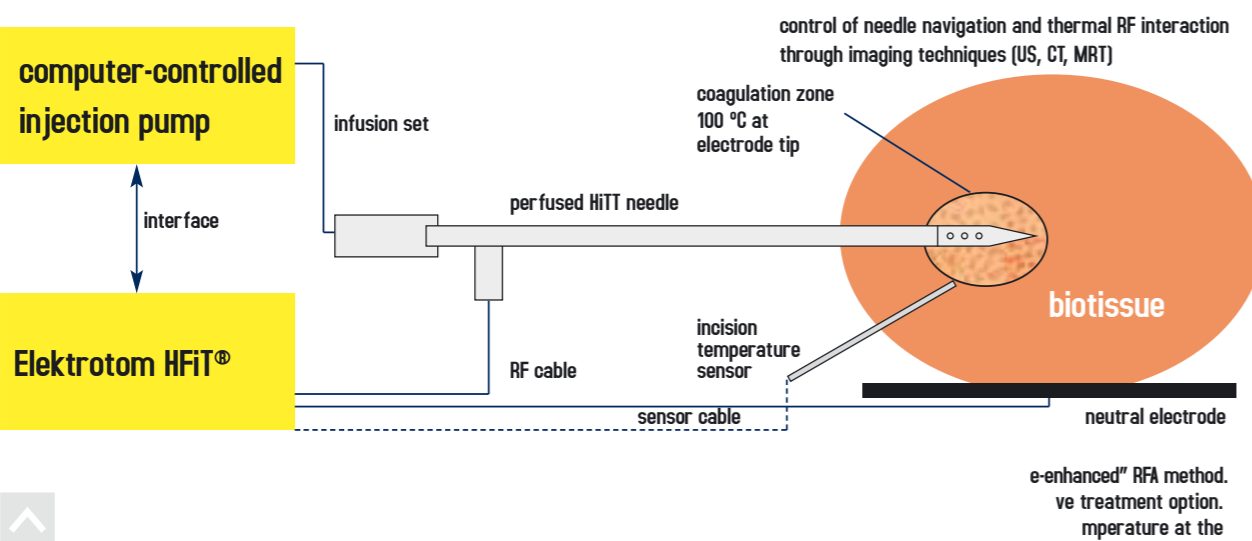 control of needle navigation and thermal RF interaction
through imaging techniques (US, CT, MRT)
computer-controlled
injection pump
infusion set
coagulation zone
100 ºC at
electrode tip
perfused HiTT needle
interface
biotissue
incision
temperature
sensor
Elektrotom HFiT®
RF cable
sensor cable
neutral electrode
e-enhanced" RFA method.
ve treatment option.
mperature at the